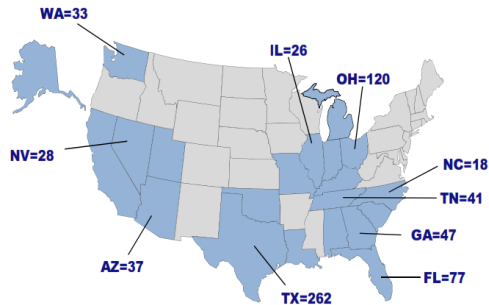 WA=33
IL=26
OH=120
NV=28
NC=18
TN=41
GA=47
AZ=37
FL=77
TX=262